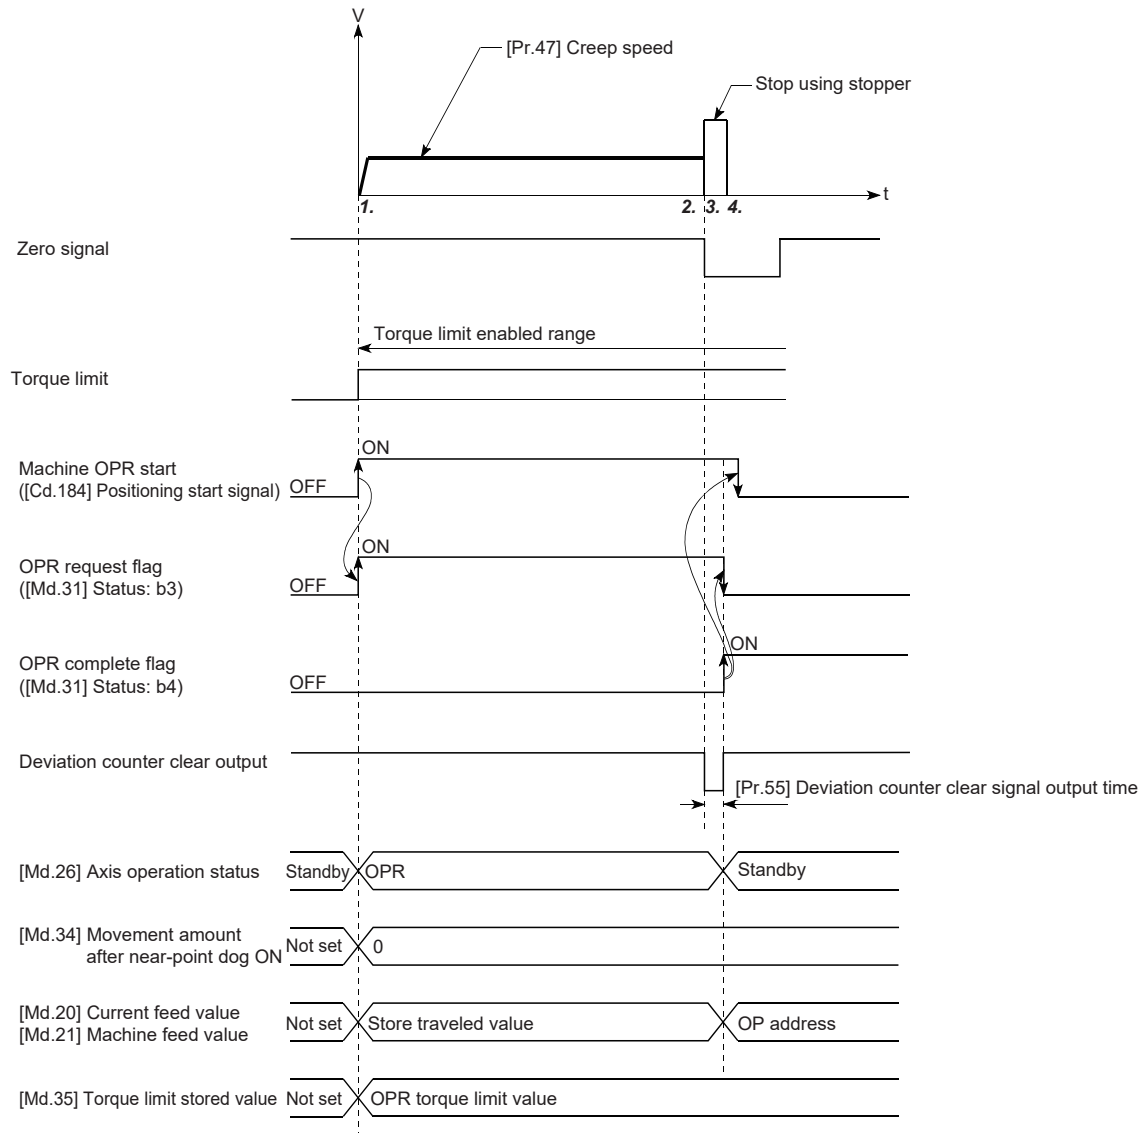 V
[Pr.47] Creep speed
Stop using stopper
t
1.
2.
3.
4.
Zero signal
Torque limit enabled range
Torque limit
ON
Machine OPR start
([Cd.184] Positioning start signal)
OFF
ON
OPR request flag
([Md.31] Status: b3)
OFF
ON
OPR complete flag
([Md.31] Status: b4)
OFF
Deviation counter clear output
[Pr.55] Deviation counter clear signal output time
[Md.26] Axis operation status
Standby
OPR
Standby
[Md.34] Movement amount
after near-point dog ON
Not set
0
[Md.20] Current feed value
[Md.21] Machine feed value
Not set
Store traveled value
OP address
[Md.35] Torque limit stored value
Not set
OPR torque limit value